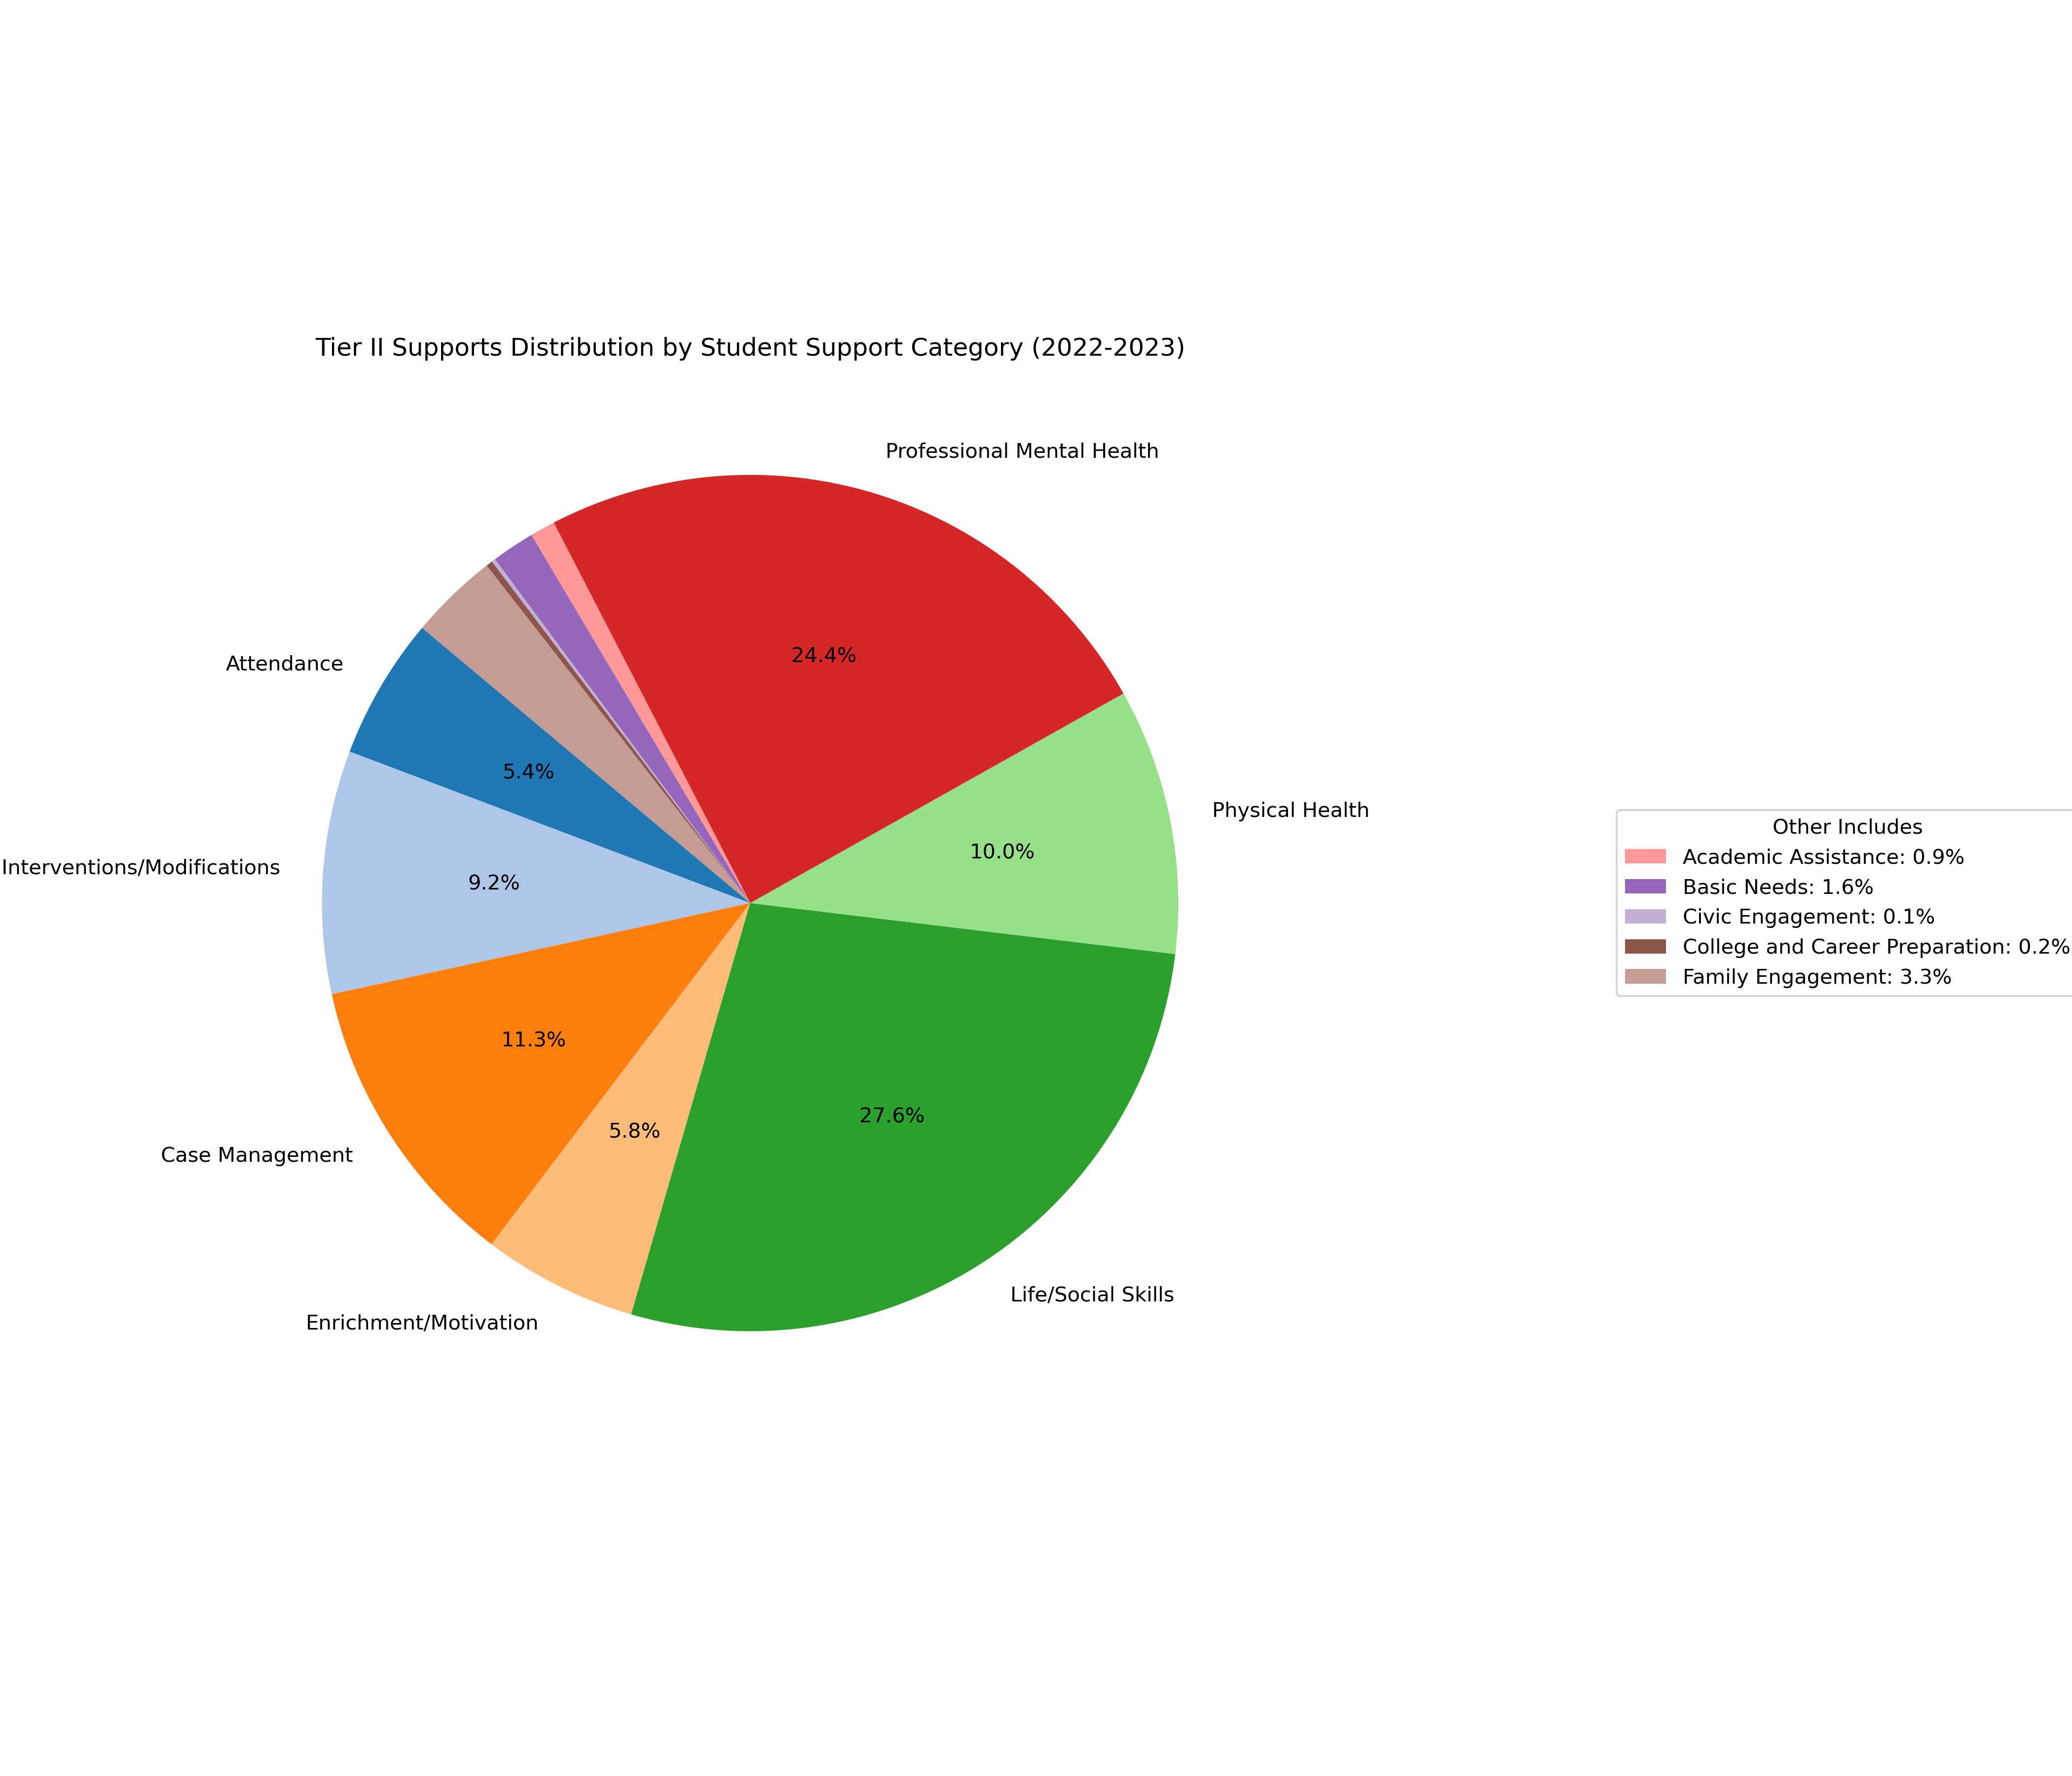 Tier II Supports Distribution by Student Support Category (2022-2023)
Professional Mental Health
24.4%
Attendance
5.4%
Physical Health
10.0%
Interventions/Modifications
9.2%
Case Management
11.3%
Enrichment/Motivation
5.8%
Life/Social Skills
27.6%
Other Includes
Academic Assistance: 0.9%
Basic Needs: 1.6%
Civic Engagement: 0.1%
College and Career Preparation: 0.2%
Family Engagement: 3.3%